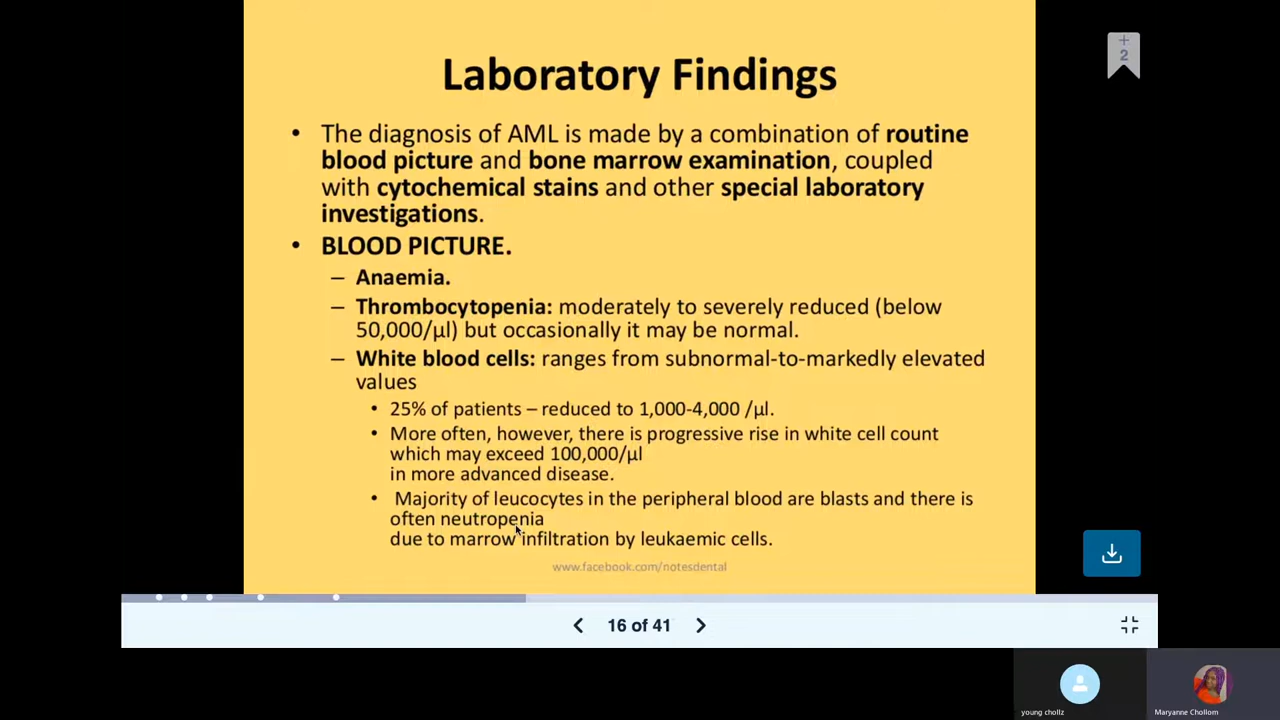 Laboratory Findings
+
2
• The diagnosis of AML is made by a combination of routine
blood picture and bone marrow examination, coupled
with cytochemical stains and other special laboratory
investigations.
• BLOOD PICTURE.
– Anaemia.
– Thrombocytopenia: moderately to severely reduced (below
50,000/µl) but occasionally it may be normal.
– White blood cells: ranges from subnormal-to-markedly elevated
values
• 25% of patients – reduced to 1,000-4,000 /µl.
• More often, however, there is progressive rise in white cell count
which may exceed 100,000/µl
in more advanced disease.
• Majority of leucocytes in the peripheral blood are blasts and there is
often neutropenia
due to marrow infiltration by leukaemic cells.
www.facebook.com/notesdental
16 of 41
young chollz
Maryanne Chollom